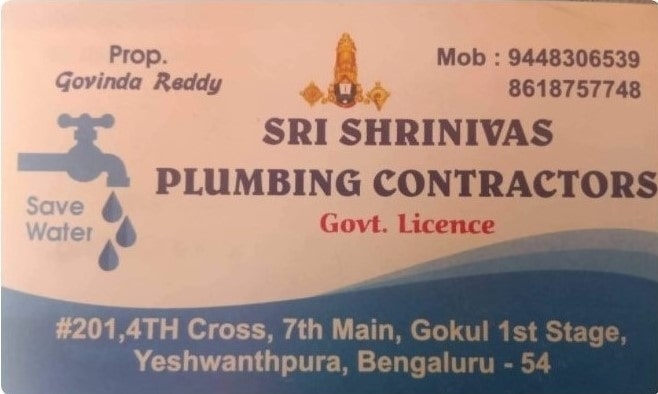 Prop.
Govinda Reddy
Mob : 9448306539
8618757748
SRI SHRINIVAS
PLUMBING CONTRACTORS
Govt. Licence
Save
Water
#201,4TH Cross, 7th Main, Gokul 1st Stage,
Yeshwanthpura, Bengaluru - 54